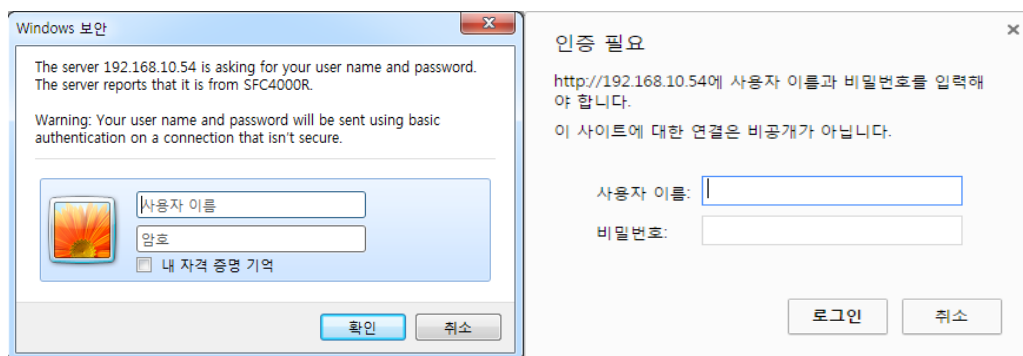 Windows 보안
The server 192.168.10.54 is asking for your user name and password.
The server reports that it is from SFC4000R.
Warning: Your user name and password will be sent using basic
authentication on a connection that isn't secure.
사용자 이름
암호
내 자격 증명 기억
확인
취소
인증 필요
http://192.168.10.54에 사용자 이름과 비밀번호를 입력해
야 합니다.
이 사이트에 대한 연결은 비공개가 아닙니다.
사용자 이름:
비밀번호:
로그인
취소